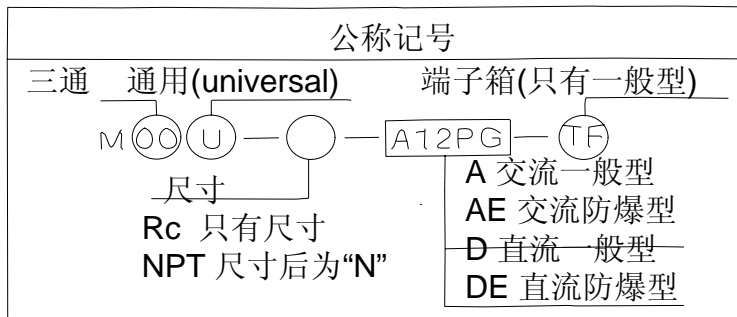 公称记号
三通 通用(universal) 端子箱(只有一般型)
M00U — ○ — A12PG — TF
尺寸
Rc 只有尺寸
NPT 尺寸后为“N”
A 交流一般型
AE 交流防爆型
D 直流一般型
DE 直流防爆型